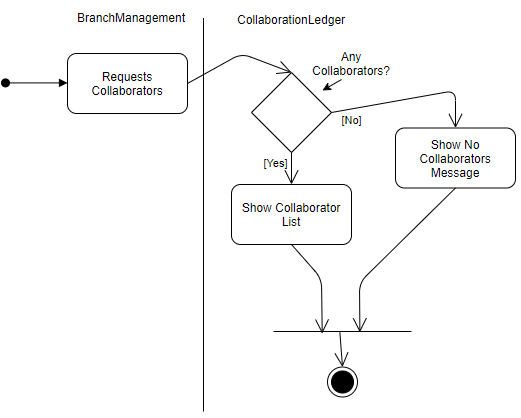 BranchManagement
CollaborationLedger
Requests
Collaborators
Any
Collaborators?
[No]
Show No
Collaborators
Message
[Yes]
Show Collaborator
List